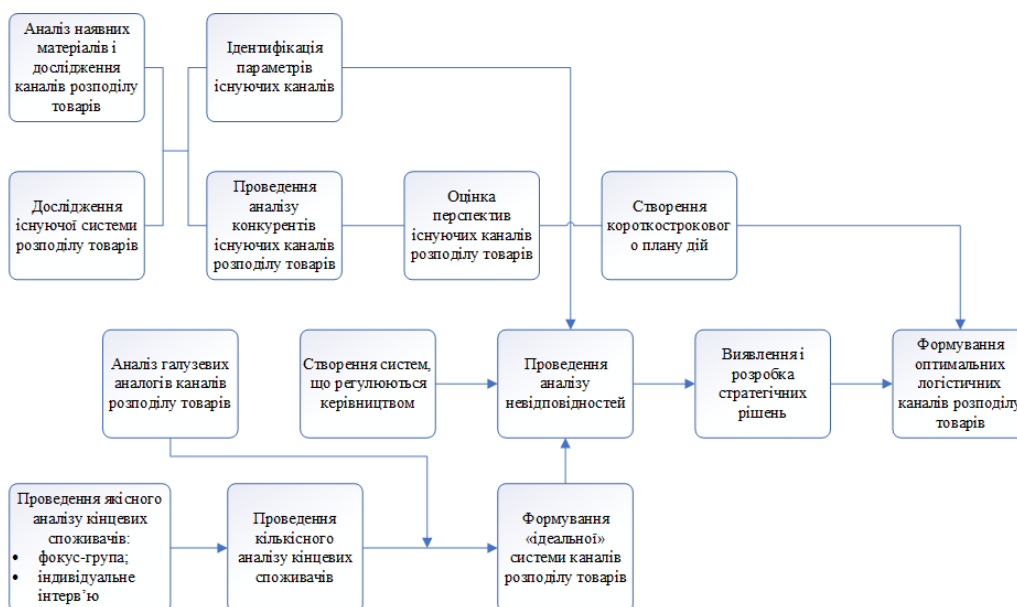 Аналіз наявних
матеріалів і
дослідження
каналів розподілу
товарів
Ідентифікація
параметрів
існуючих каналів
Дослідження
існуючої системи
розподілу товарів
Проведення
аналізу
конкурентів
існуючих каналів
розподілу товарів
Оцінка
перспектив
існуючих каналів
розподілу товарів
Створення
короткостроково
го плану дій
Аналіз галузевих
аналогів каналів
розподілу товарів
Створення систем,
що регулюються
керівництвом
Проведення
аналізу
невідповідностей
Виявлення і
розробка
стратегічних
рішень
Формування
оптимальних
логістичних
каналів розподілу
товарів
Проведення якісного
аналізу кінцевих
споживачів:
• фокус-група;
• індивідуальне
інтерв’ю
Проведення
кількісного
аналізу кінцевих
споживачів
Формування
«ідеальної»
системи каналів
розподілу товарів